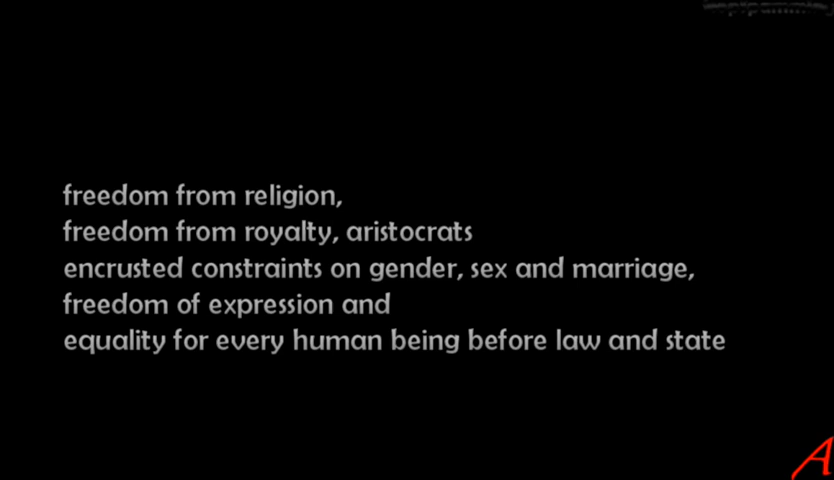 freedom from religion,
freedom from royalty, aristocrats
encrusted constraints on gender, sex and marriage,
freedom of expression and
equality for every human being before law and state
A